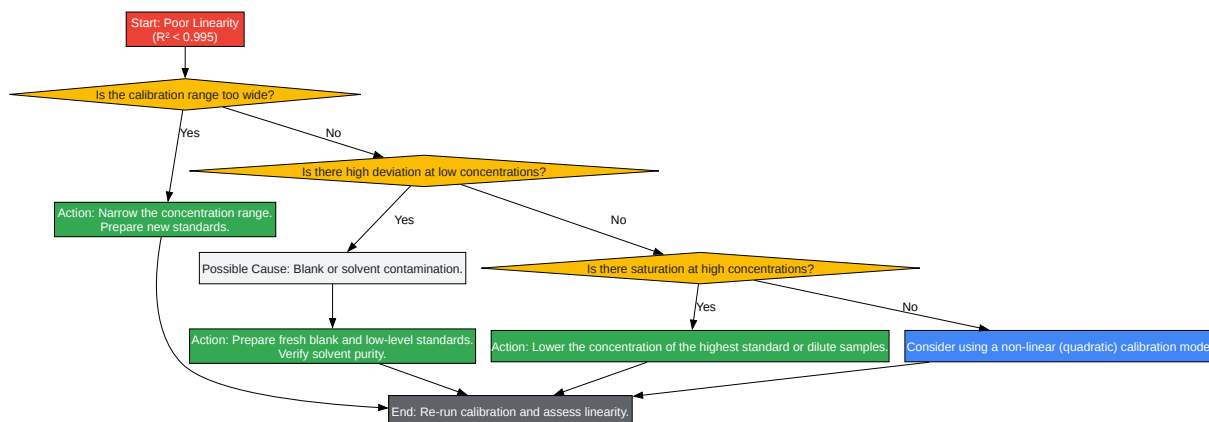 Start: Poor Linearity
(R² < 0.995)
Is the calibration range too wide?
Yes
No
Is there high deviation at low concentrations?
Action: Narrow the concentration range.
Prepare new standards.
Yes
No
Possible Cause: Blank or solvent contamination.
Is there saturation at high concentrations?
Yes
No
Action: Prepare fresh blank and low-level standards.
Verify solvent purity.
Action: Lower the concentration of the highest standard or dilute samples.
Consider using a non-linear (quadratic) calibration mode
End: Re-run calibration and assess linearity.